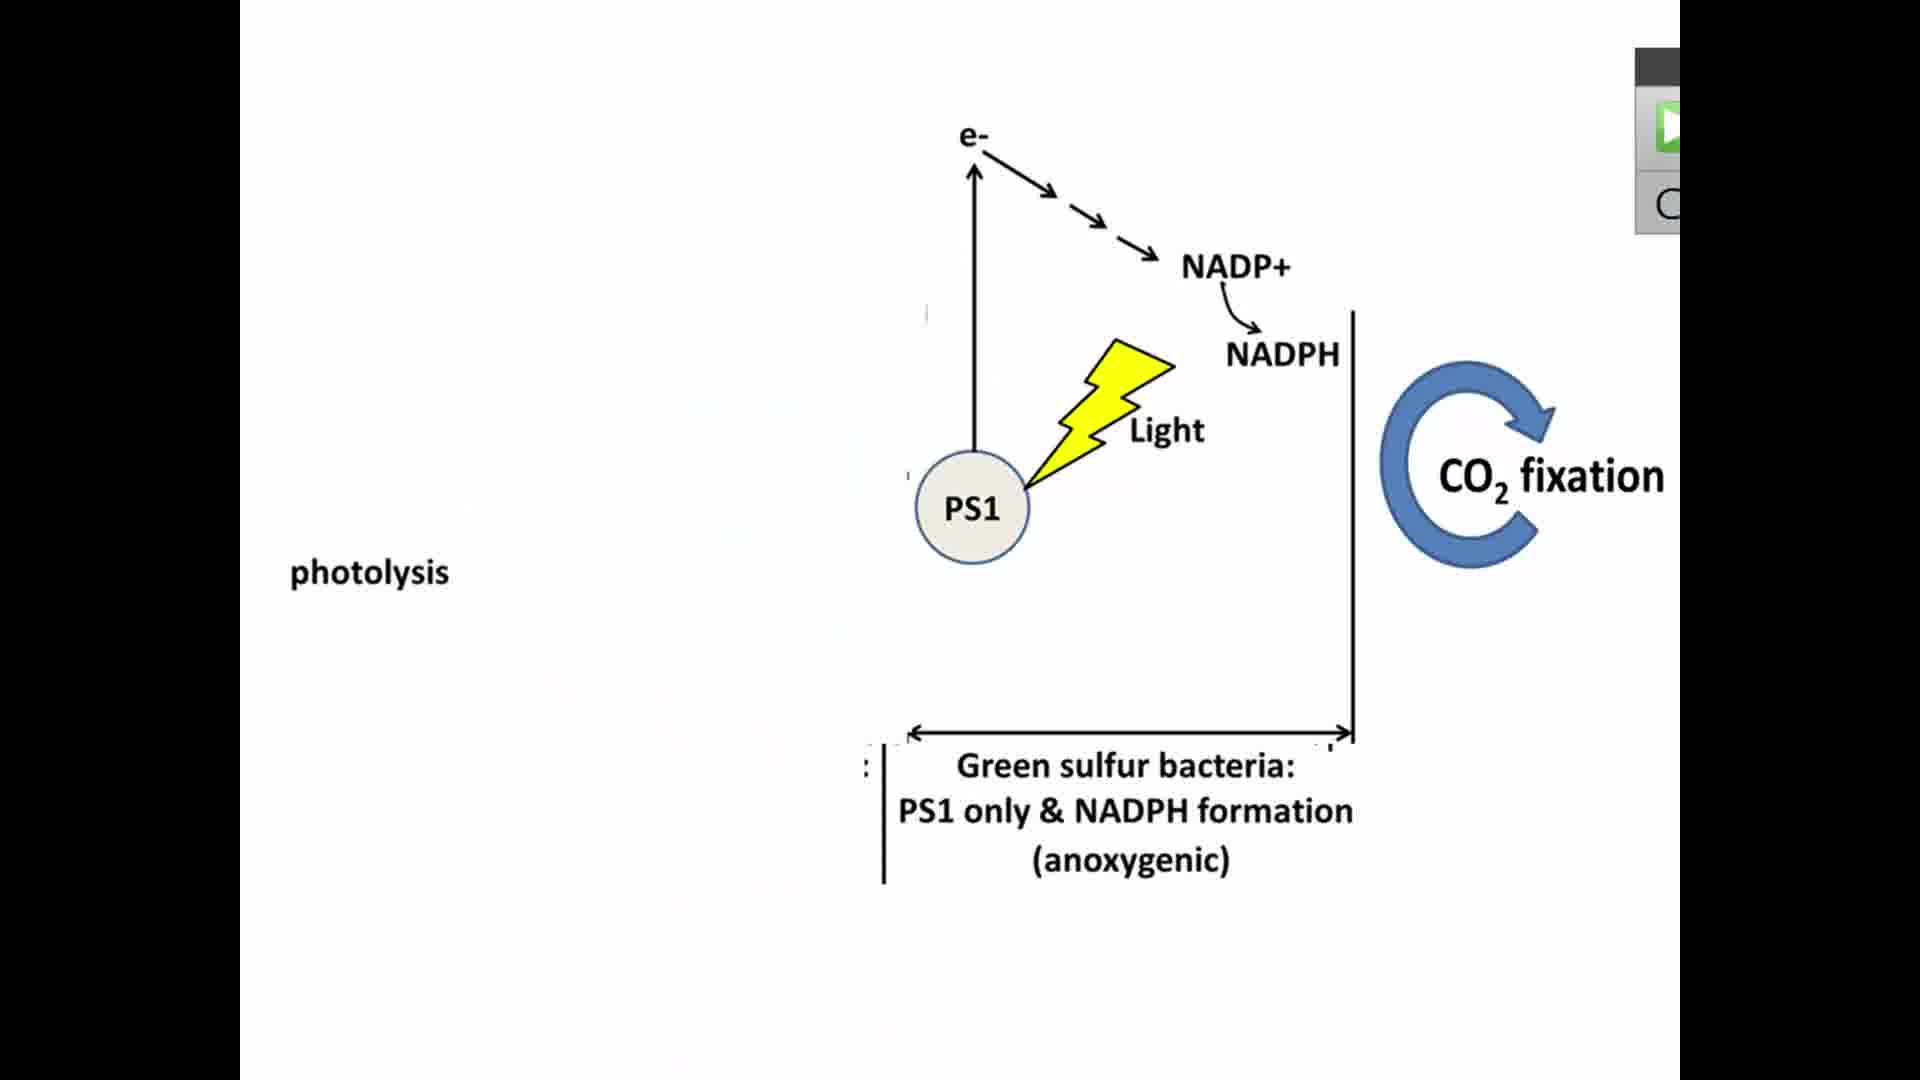 e-
NADP+
NADPH
Light
CO₂ fixation
PS1
photolysis
Green sulfur bacteria:
PS1 only & NADPH formation
(anoxygenic)